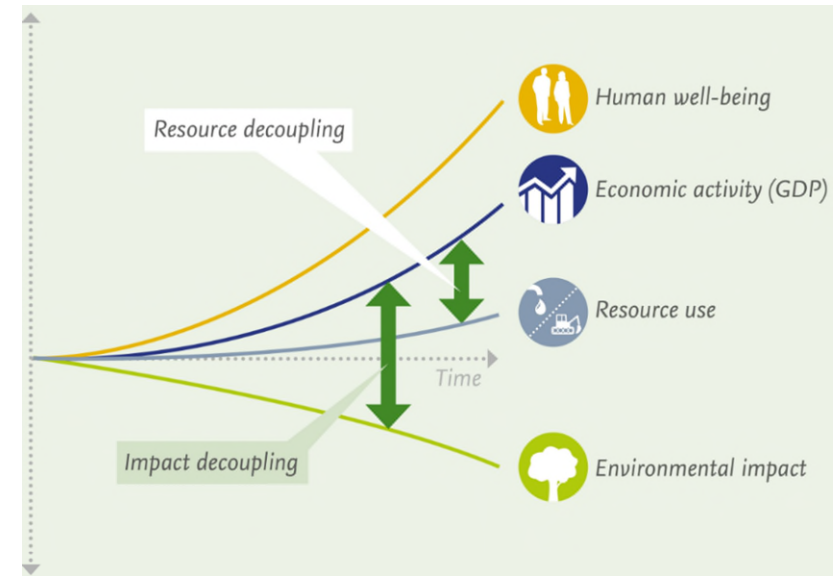 Human well-being
Resource decoupling
Economic activity (GDP)
Resource use
Time
Impact decoupling
Environmental impact